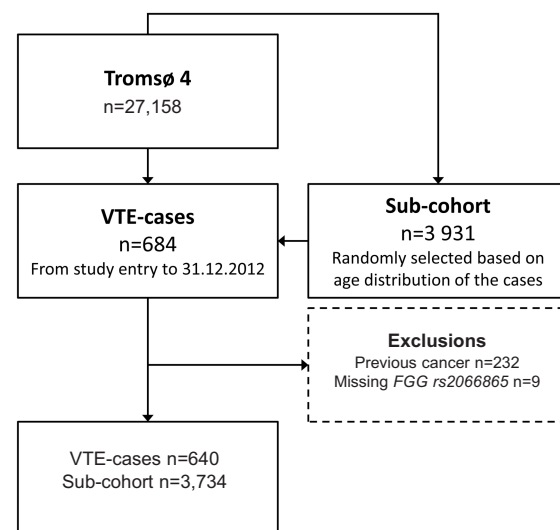 Tromsø 4
n=27,158
VTE-cases
n=684
From study entry to 31.12.2012
Sub-cohort
n=3 931
Randomly selected based on
age distribution of the cases
Exclusions
Previous cancer n=232
Missing FGG rs2066865 n=9
VTE-cases n=640
Sub-cohort n=3,734